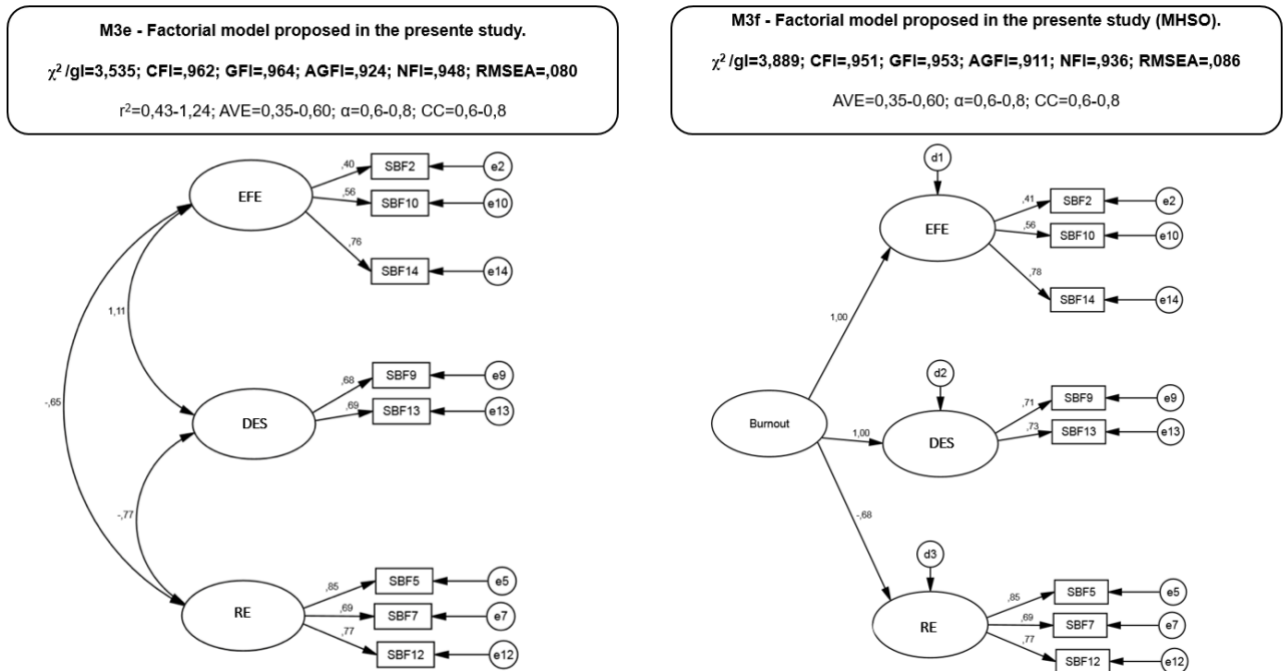 M3e - Factorial model proposed in the presente study.
χ²/gl=3,535; CFI=,962; GFI=,964; AGFI=,924; NFI=,948; RMSEA=,080
r²=0,43-1,24; AVE=0,35-0,60; α=0,6-0,8; CC=0,6-0,8
EFE
,40
SBF2
e2
,56
SBF10
e10
,76
SBF14
e14
1,11
-,65
DES
,68
SBF9
e9
,69
SBF13
e13
-,77
RE
,85
SBF5
e5
,69
SBF7
e7
,77
SBF12
e12
M3f - Factorial model proposed in the presente study (MHSO).
χ²/gl=3,889; CFI=,951; GFI=,953; AGFI=,911; NFI=,936; RMSEA=,086
AVE=0,35-0,60; α=0,6-0,8; CC=0,6-0,8
d1
EFE
,41
SBF2
e2
,56
SBF10
e10
,78
SBF14
e14
1,00
Burnout
1,00
d2
DES
,71
SBF9
e9
,73
SBF13
e13
-,68
d3
RE
,85
SBF5
e5
,69
SBF7
e7
,77
SBF12
e12